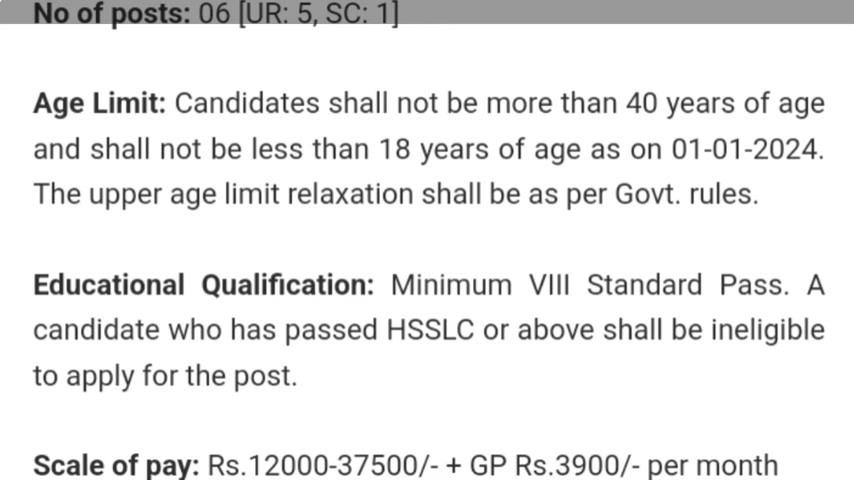 No of posts: 06 [UR: 5, SC: 1]
Age Limit: Candidates shall not be more than 40 years of age
and shall not be less than 18 years of age as on 01-01-2024.
The upper age limit relaxation shall be as per Govt. rules.
Educational Qualification: Minimum VIII Standard Pass. A
candidate who has passed HSSLC or above shall be ineligible
to apply for the post.
Scale of pay: Rs.12000-37500/- + GP Rs.3900/- per month